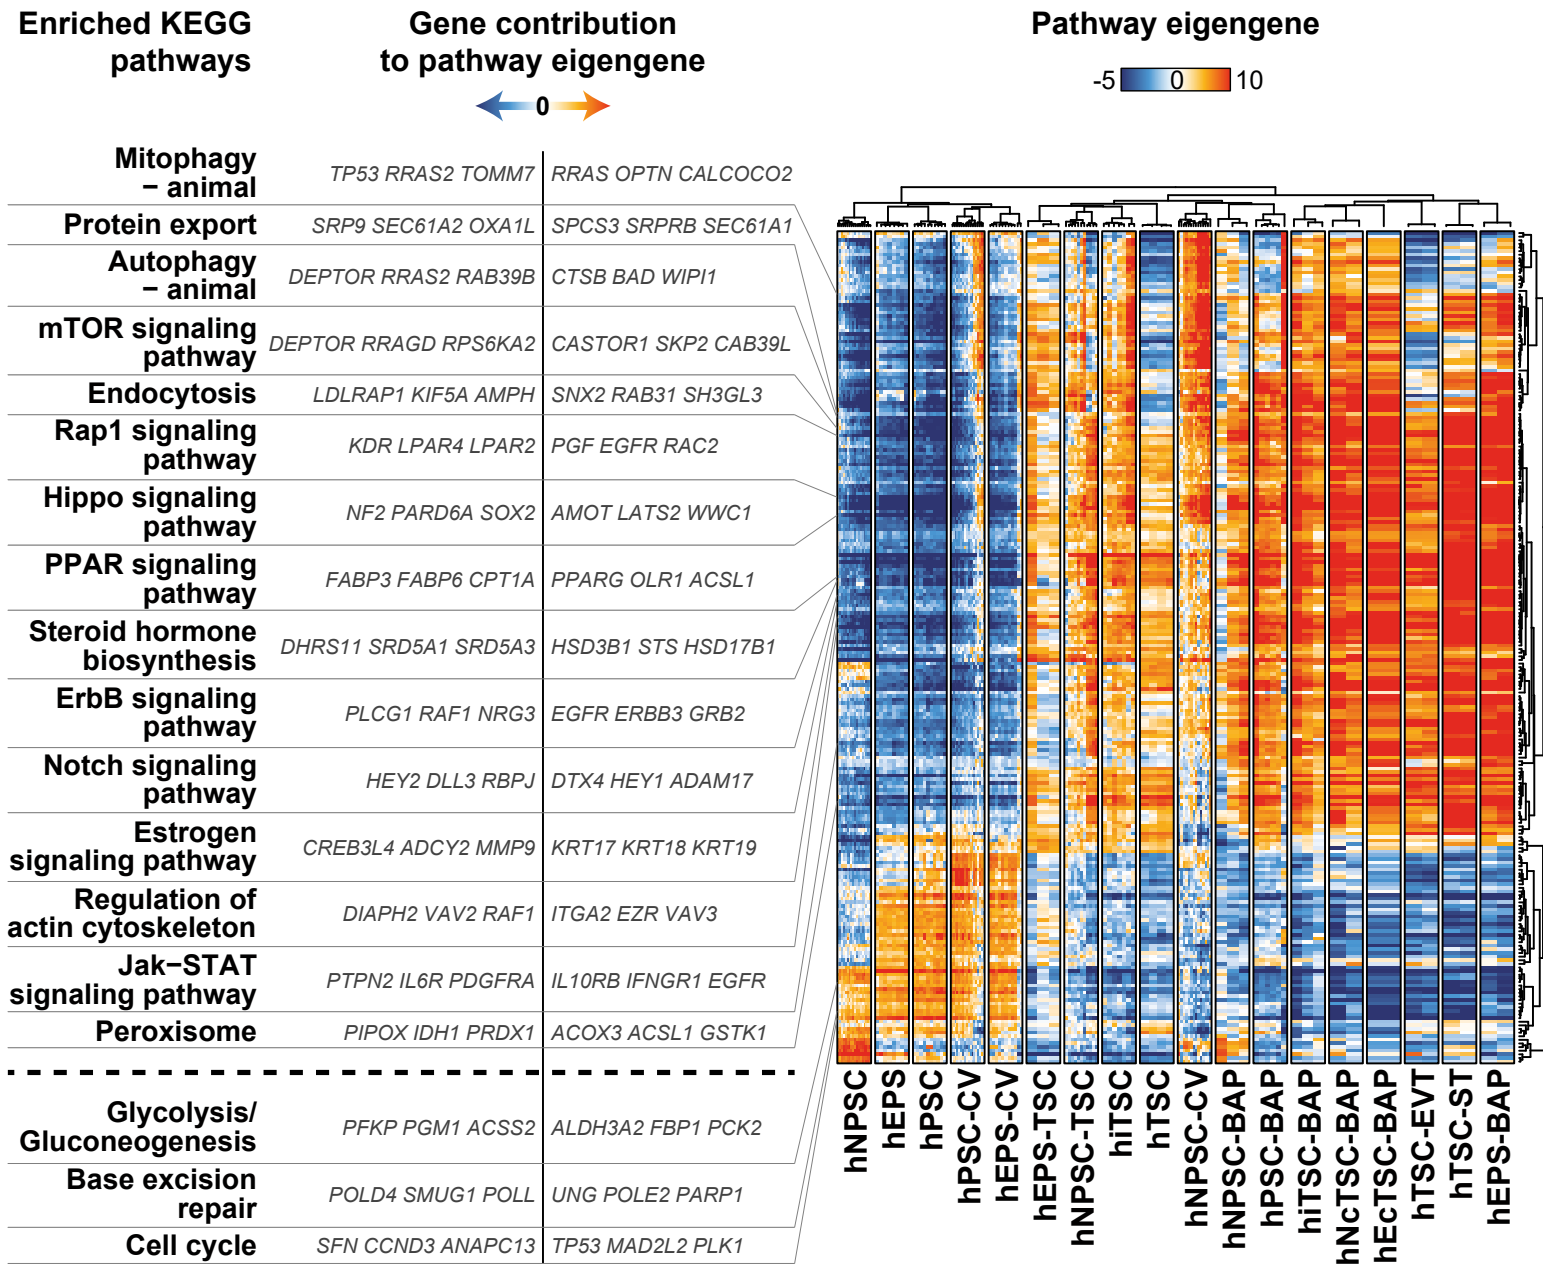 Enriched KEGG
pathways
Gene contribution
to pathway eigengene
0
Pathway eigengene
-5 0 10
Mitophagy
− animal
TP53 RRAS2 TOMM7 RRAS OPTN CALCOCO2
Protein export
SRP9 SEC61A2 OXA1L SPCS3 SRPRB SEC61A1
Autophagy
− animal
DEPTOR RRAS2 RAB39B CTSB BAD WIPI1
mTOR signaling
pathway
DEPTOR RRAGD RPS6KA2 CASTOR1 SKP2 CAB39L
Endocytosis
LDLRAP1 KIF5A AMPH SNX2 RAB31 SH3GL3
Rap1 signaling
pathway
KDR LPAR4 LPAR2 PGF EGFR RAC2
Hippo signaling
pathway
NF2 PARD6A SOX2 AMOT LATS2 WWC1
PPAR signaling
pathway
FABP3 FABP6 CPT1A PPARG OLR1 ACSL1
Steroid hormone
biosynthesis
DHRS11 SRD5A1 SRD5A3 HSD3B1 STS HSD17B1
ErbB signaling
pathway
PLCG1 RAF1 NRG3 EGFR ERBB3 GRB2
Notch signaling
pathway
HEY2 DLL3 RBPJ DTX4 HEY1 ADAM17
Estrogen
signaling pathway
CREB3L4 ADCY2 MMP9 KRT17 KRT18 KRT19
Regulation of
actin cytoskeleton
DIAPH2 VAV2 RAF1 ITGA2 EZR VAV3
Jak−STAT
signaling pathway
PTPN2 IL6R PDGFRA IL10RB IFNGR1 EGFR
Peroxisome
PIPOX IDH1 PRDX1 ACOX3 ACSL1 GSTK1
Glycolysis/
Gluconeogenesis
PFKP PGM1 ACSS2 ALDH3A2 FBP1 PCK2
Base excision
repair
POLD4 SMUG1 POLL UNG POLE2 PARP1
Cell cycle
SFN CCND3 ANAPC13 TP53 MAD2L2 PLK1
hNPSC
hEPS
hPSC
hPSC-CV
hEPS-CV
hEPS-TSC
hNPSC-TSC
hiTSC
hTSC
hNPSC-CV
hNPSC-BAP
hPSC-BAP
hiTSC-BAP
hNcTSC-BAP
hEcTSC-BAP
hTSC-EVT
hTSC-ST
hEPS-BAP